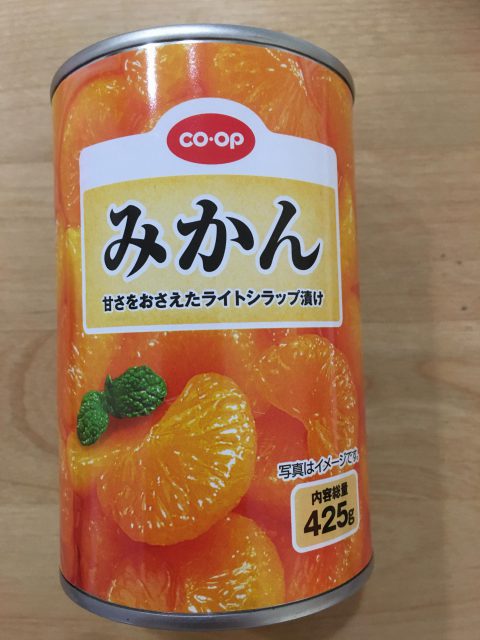 CO・OP
みかん
甘さをおさえたライトシラップ漬け
写真はイメージです。
内容総量
425g